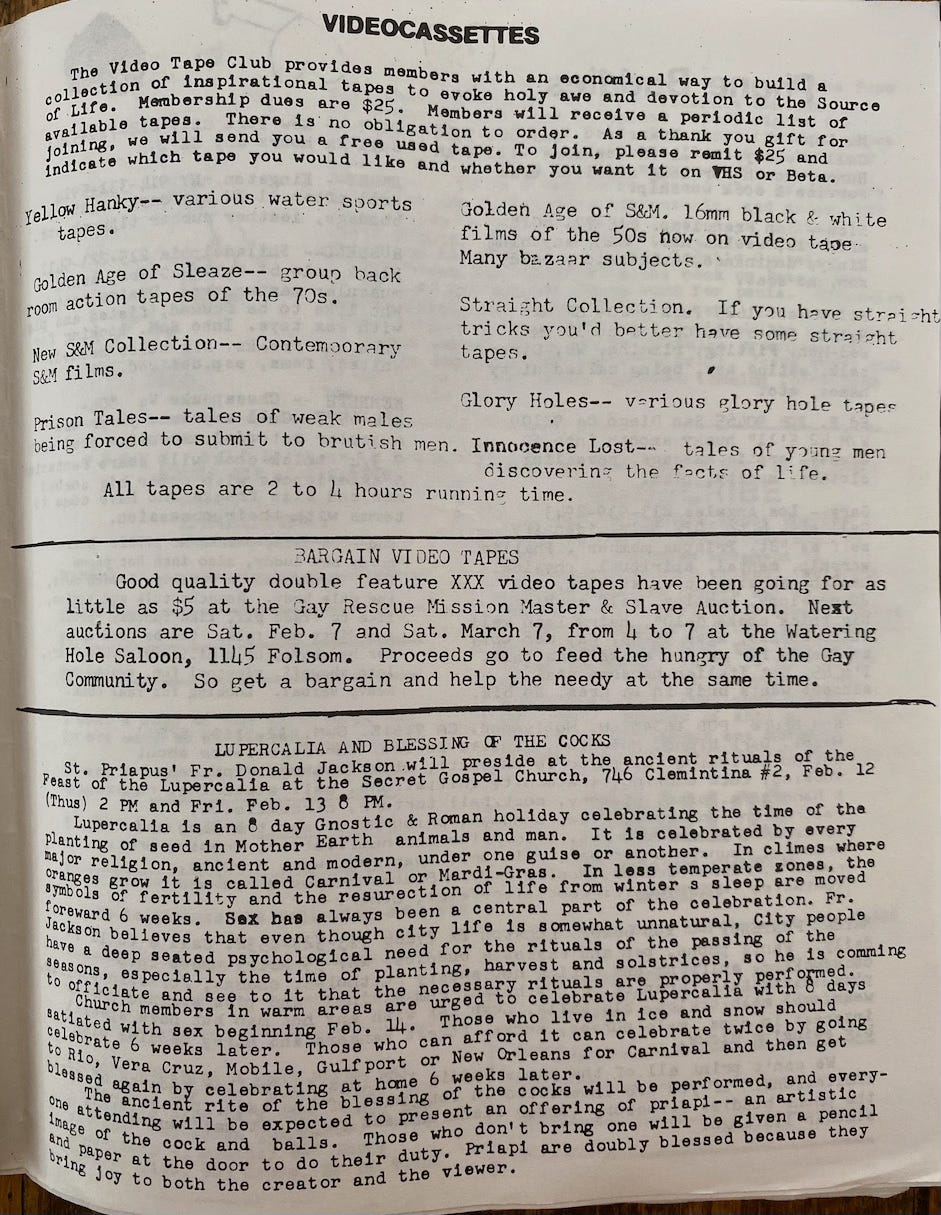 VIDEOCASSETTES
The Video Tape Club provides members with an economical way to build a
collection of inspirational tapes to evoke holy awe and devotion to the Source
of Life. Membership dues are $25. Members will receive a periodic list of
available tapes. There is no obligation to order. As a thank you gift for
joining, we will send you a free used tape. To join, please remit $25 and
indicate which tape you would like and whether you want it on VHS or Beta.
Yellow Hanky-- various water sports
tapes.
Golden Age of Sleaze-- group back
room action tapes of the 70s.
New S&M Collection-- Contemporary
S&M films.
Prison Tales-- tales of weak males
being forced to submit to brutish men.
Golden Age of S&M. 16mm black & white
films of the 50s now on video tape.
Many bazaar subjects.
Straight Collection. If you have straight
tricks you'd better have some straight
tapes.
Glory Holes-- various glory hole tapes
Innocence Lost-- tales of young men
discovering the facts of life.
All tapes are 2 to 4 hours running time.
BARGAIN VIDEO TAPES
Good quality double feature XXX video tapes have been going for as
little as $5 at the Gay Rescue Mission Master & Slave Auction. Next
auctions are Sat. Feb. 7 and Sat. March 7, from 4 to 7 at the Watering
Hole Saloon, 1145 Folsom. Proceeds go to feed the hungry of the Gay
Community. So get a bargain and help the needy at the same time.
LUPERCALIA AND BLESSING OF THE COCKS
St. Priapus' Fr. Donald Jackson will preside at the ancient rituals of the
Feast of the Lupercalia at the Secret Gospel Church, 746 Clemintina #2, Feb. 12
(Thus) 2 PM and Fri. Feb. 13 8 PM.
Lupercalia is an 8 day Gnostic & Roman holiday celebrating the time of the
planting of seed in Mother Earth animals and man. It is celebrated by every
major religion, ancient and modern, under one guise or another. In climes where
oranges grow it is called Carnival or Mardi-Gras. In less temperate zones, the
symbols of fertility and the resurection of life from winter s sleep are moved
foreward 6 weeks. Sex has always been a central part of the celebration. Fr.
Jackson believes that even though city life is somewhat unnatural, City people
have a deep seated psychological need for the rituals of the passing of the
seasons, especially the time of planting, harvest and solstrices, so he is comming
to officiate and see to it that the necessary rituals are properly performed.
Church members in warm areas are urged to celebrate Lupercalia with 8 days
satiated with sex beginning Feb. 14. Those who live in ice and snow should
celebrate 6 weeks later. Those who can afford it can celebrate twice by going
to Rio, Vera Cruz, Mobile, Gulfport or New Orleans for Carnival and then get
blessed again by celebrating at home 6 weeks later.
The ancient rite of the blessing of the cocks will be performed, and every-
one attending will be expected to present an offering of priapi-- an artistic
image of the cock and balls. Those who don't bring one will be given a pencil
and paper at the door to do their duty. Priapi are doubly blessed because they
bring joy to both the creator and the viewer.